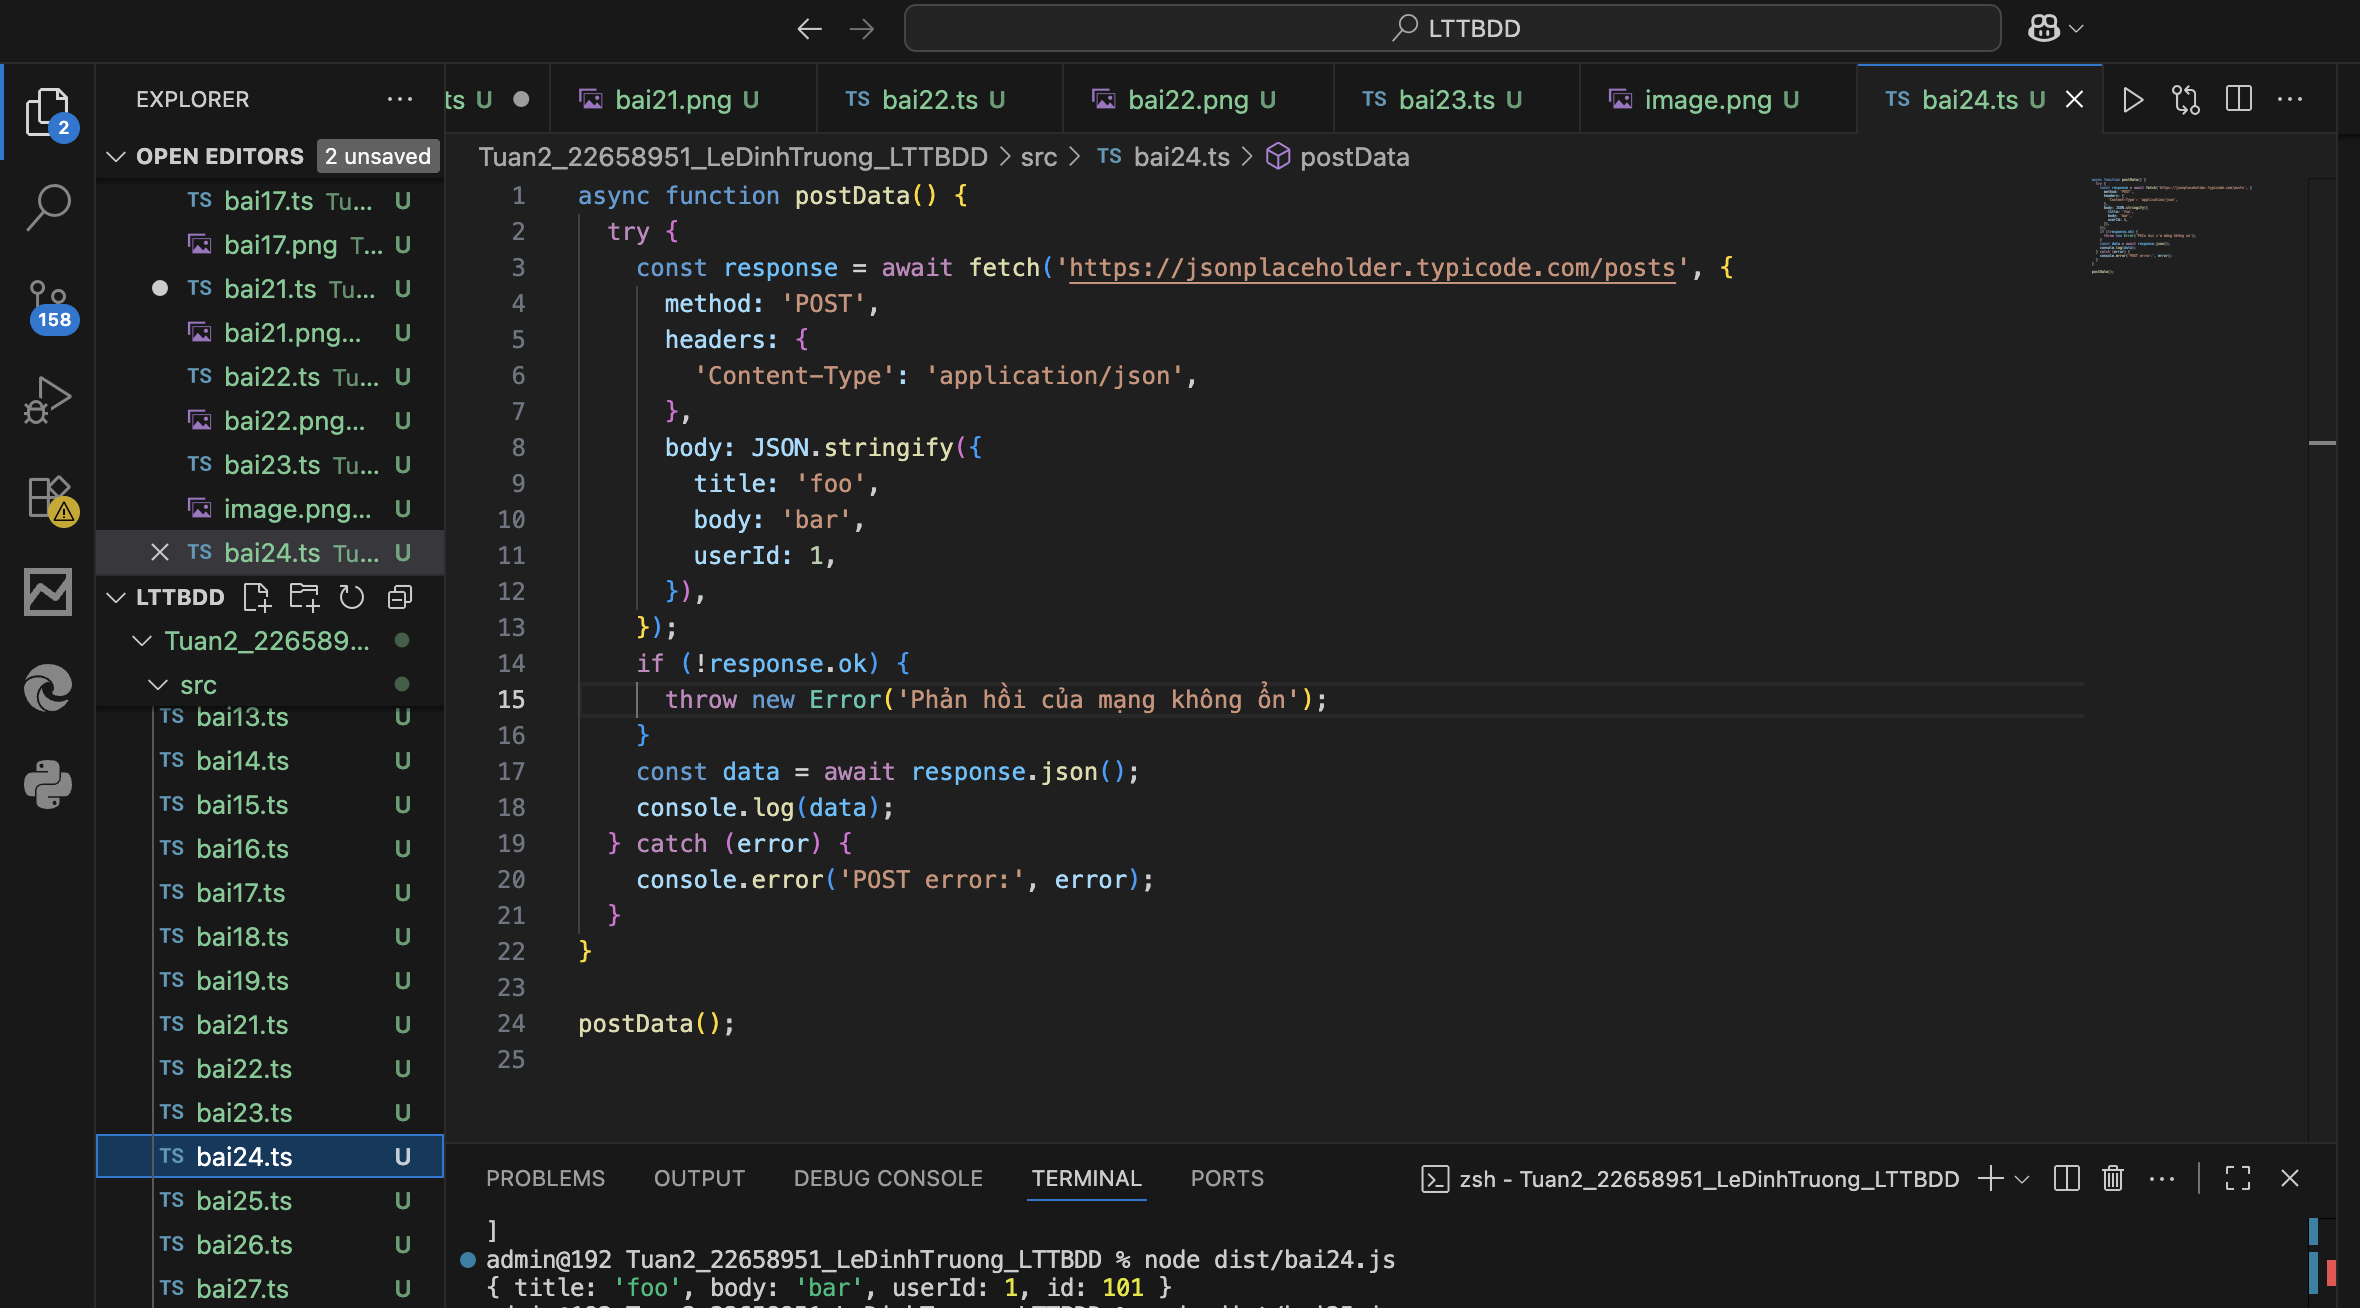 LTTBDD
EXPLORER
ts U
bai21.png U
TS bai22.ts U
bai22.png U
TS bai23.ts U
image.png U
TS bai24.ts U
2
OPEN EDITORS
2 unsaved
Tuan2_22658951_LeDinhTruong_LTTBDD > src > TS bai24.ts > postData
TS bai17.ts Tu... U
bai17.png T... U
TS bai21.ts Tu... U
bai21.png... U
TS bai22.ts Tu... U
bai22.png... U
TS bai23.ts Tu... U
image.png... U
TS bai24.ts Tu... U
158
LTTBDD
Tuan2_226589...
src
TS bai13.ts U
TS bai14.ts U
TS bai15.ts U
TS bai16.ts U
TS bai17.ts U
TS bai18.ts U
TS bai19.ts U
TS bai21.ts U
TS bai22.ts U
TS bai23.ts U
TS bai24.ts U
TS bai25.ts U
TS bai26.ts U
TS bai27.ts U
1 async function postData() {
2 try {
3 const response = await fetch('https://jsonplaceholder.typicode.com/posts', {
4 method: 'POST',
5 headers: {
6 'Content-Type': 'application/json',
7 },
8 body: JSON.stringify({
9 title: 'foo',
10 body: 'bar',
11 userId: 1,
12 }),
13 });
14 if (!response.ok) {
15 throw new Error('Phản hồi của mạng không ổn');
16 }
17 const data = await response.json();
18 console.log(data);
19 } catch (error) {
20 console.error('POST error:', error);
21 }
22 }
23
24 postData();
25
PROBLEMS
OUTPUT
DEBUG CONSOLE
TERMINAL
PORTS
zsh - Tuan2_22658951_LeDinhTruong_LTTBDD
]
admin@192 Tuan2_22658951_LeDinhTruong_LTTBDD % node dist/bai24.js
{ title: 'foo', body: 'bar', userId: 1, id: 101 }